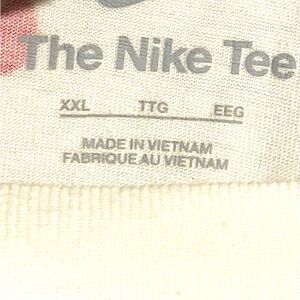 The Nike Tee
XXL TTG EEG
MADE IN VIETNAM
FABRIQUE AU VIETNAM